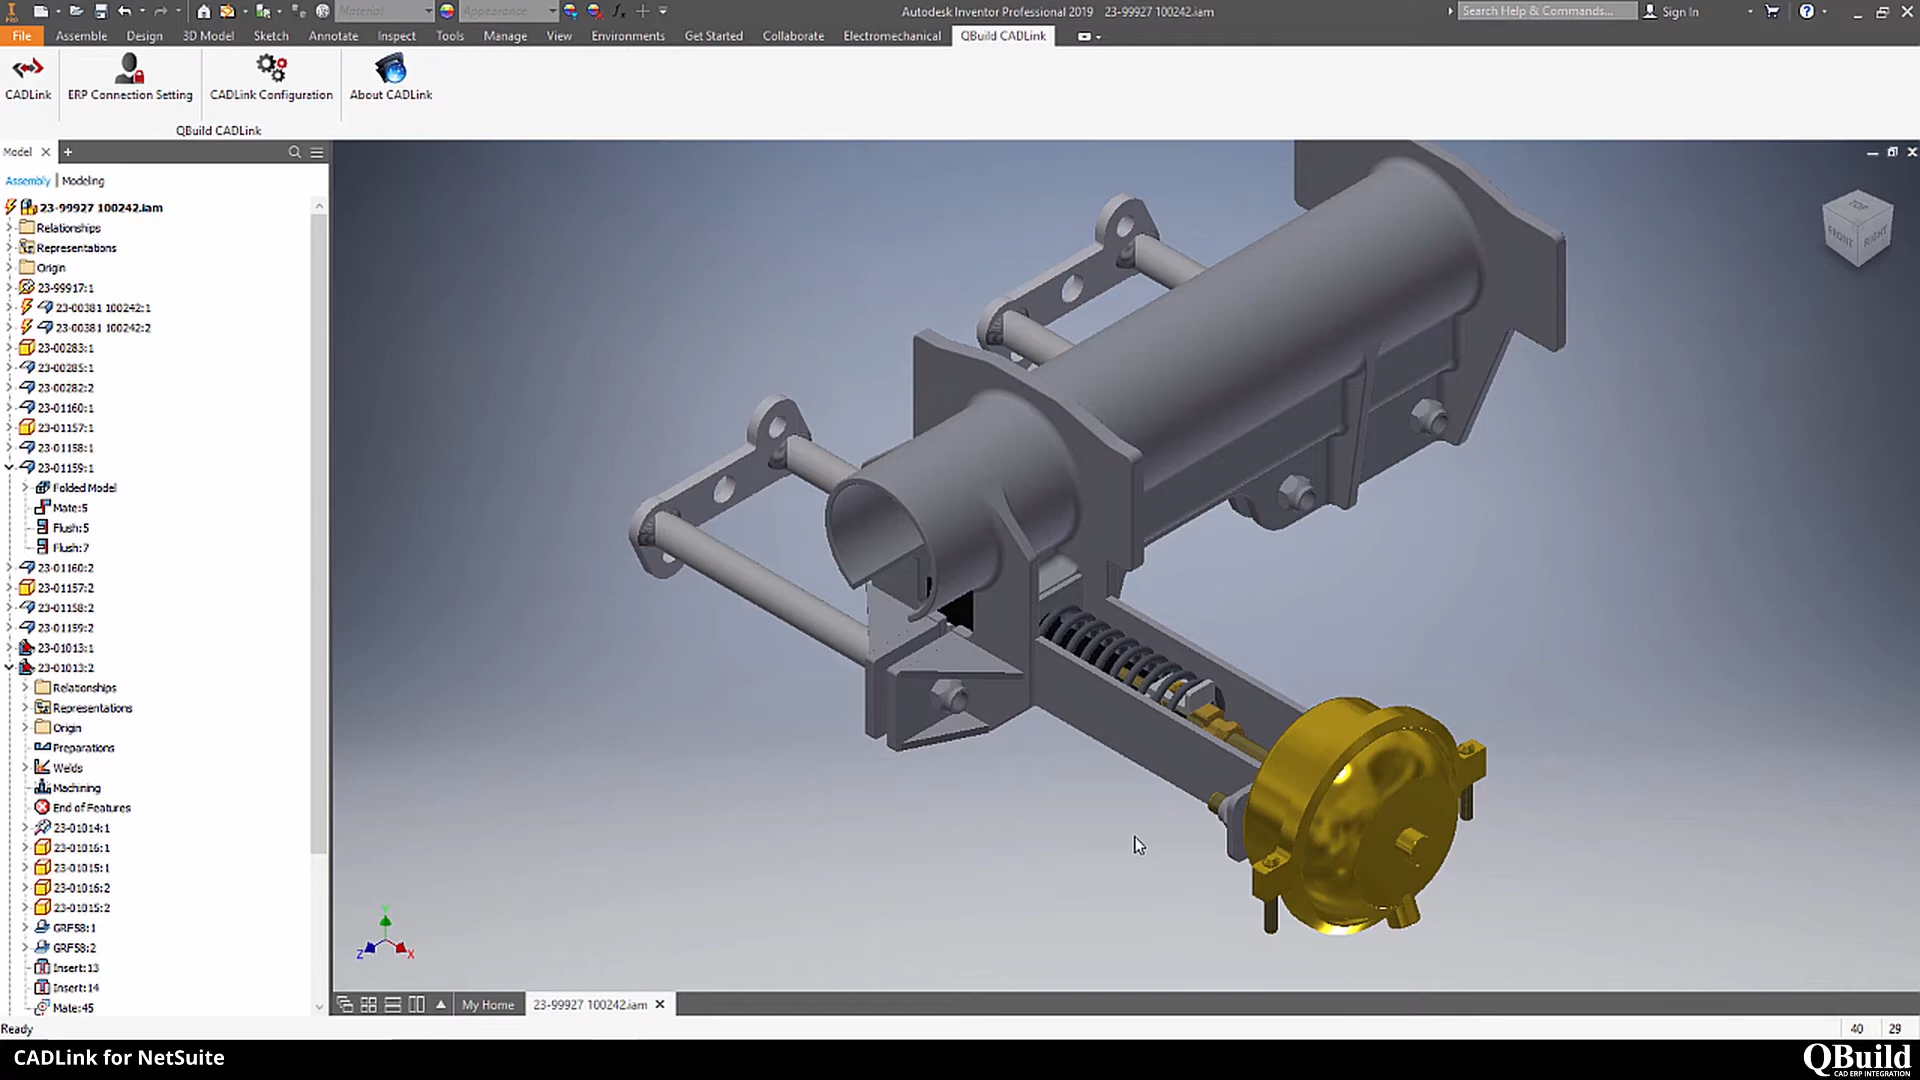 Material
Appearance
Autodesk Inventor Professional 2019 23-99927 100242.iam
Search Help & Commands...
Sign In
File Assemble Design 3D Model Sketch Annotate Inspect Tools Manage View Environments Get Started Collaborate Electromechanical QBuild CADLink
CADLink ERP Connection Setting CADLink Configuration About CADLink
QBuild CADLink
Model
Assembly | Modeling
23-99927 100242.iam
Relationships
Representations
Origin
23-99917:1
23-00381 100242:1
23-00381 100242:2
23-00283:1
23-00285:1
23-00282:2
23-01160:1
23-01157:1
23-01158:1
23-01159:1
Folded Model
Mate:5
Flush:5
Flush:7
23-01160:2
23-01157:2
23-01158:2
23-01159:2
23-01013:1
23-01013:2
Relationships
Representations
Origin
Preparations
Welds
Machining
End of Features
23-01014:1
23-01016:1
23-01015:1
23-01016:2
23-01015:2
GRF58:1
GRF58:2
Insert:13
Insert:14
Mate:45
TOP
FRONT
RIGHT
Y
Z
X
My Home
23-99927 100242.iam
Ready
40 29
CADLink for NetSuite
QBuild
CAD ERP INTEGRATION